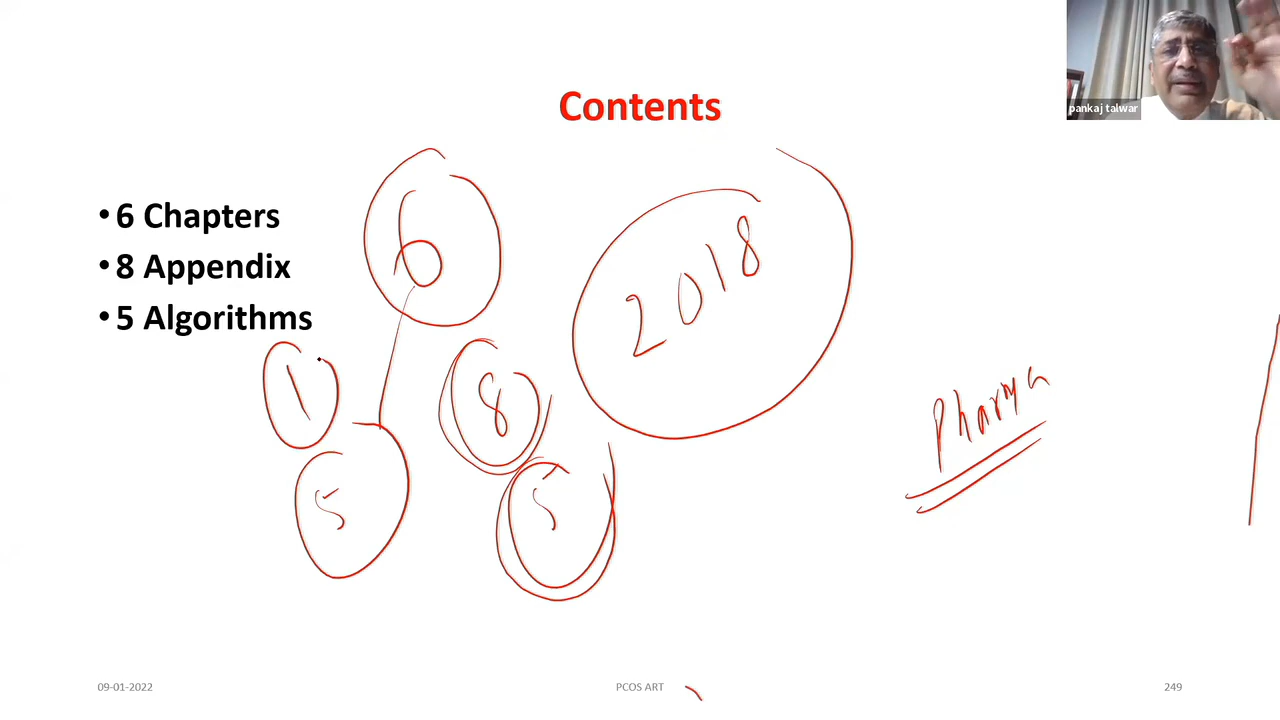 pankaj talwar
Contents
• 6 Chapters
• 8 Appendix
• 5 Algorithms
6
2018
1
8
5
5
Pharma
09-01-2022
PCOS ART
249